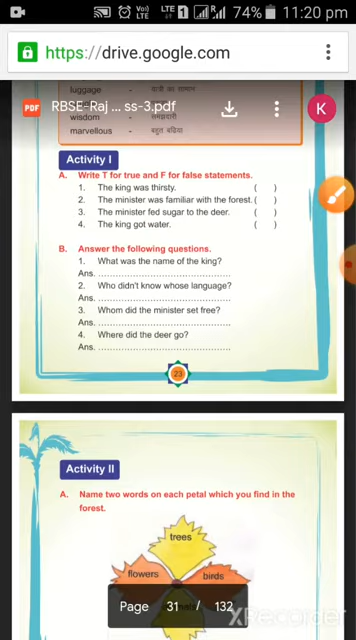 74% 11:20 pm
https://drive.google.com
luggage यात्री का सामान
PDF RBSE-Raj ... ss-3.pdf K
wisdom समझदारी
marvellous बहुत बढ़िया
Activity I
A. Write T for true and F for false statements.
1. The king was thirsty. ( )
2. The minister was familiar with the forest. ( )
3. The minister fed sugar to the deer. ( )
4. The king got water. ( )
B. Answer the following questions.
1. What was the name of the king?
Ans. ..........................................
2. Who didn't know whose language?
Ans. ..........................................
3. Whom did the minister set free?
Ans. ..........................................
4. Where did the deer go?
Ans. ..........................................
23
Activity II
A. Name two words on each petal which you find in the
forest.
trees
flowers birds
Page 31 / 132
XRecorder